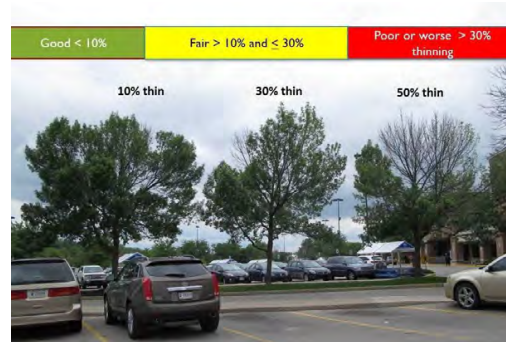 Good < 10%
Fair > 10% and ≤ 30%
Poor or worse > 30%
thinning
10% thin
30% thin
50% thin